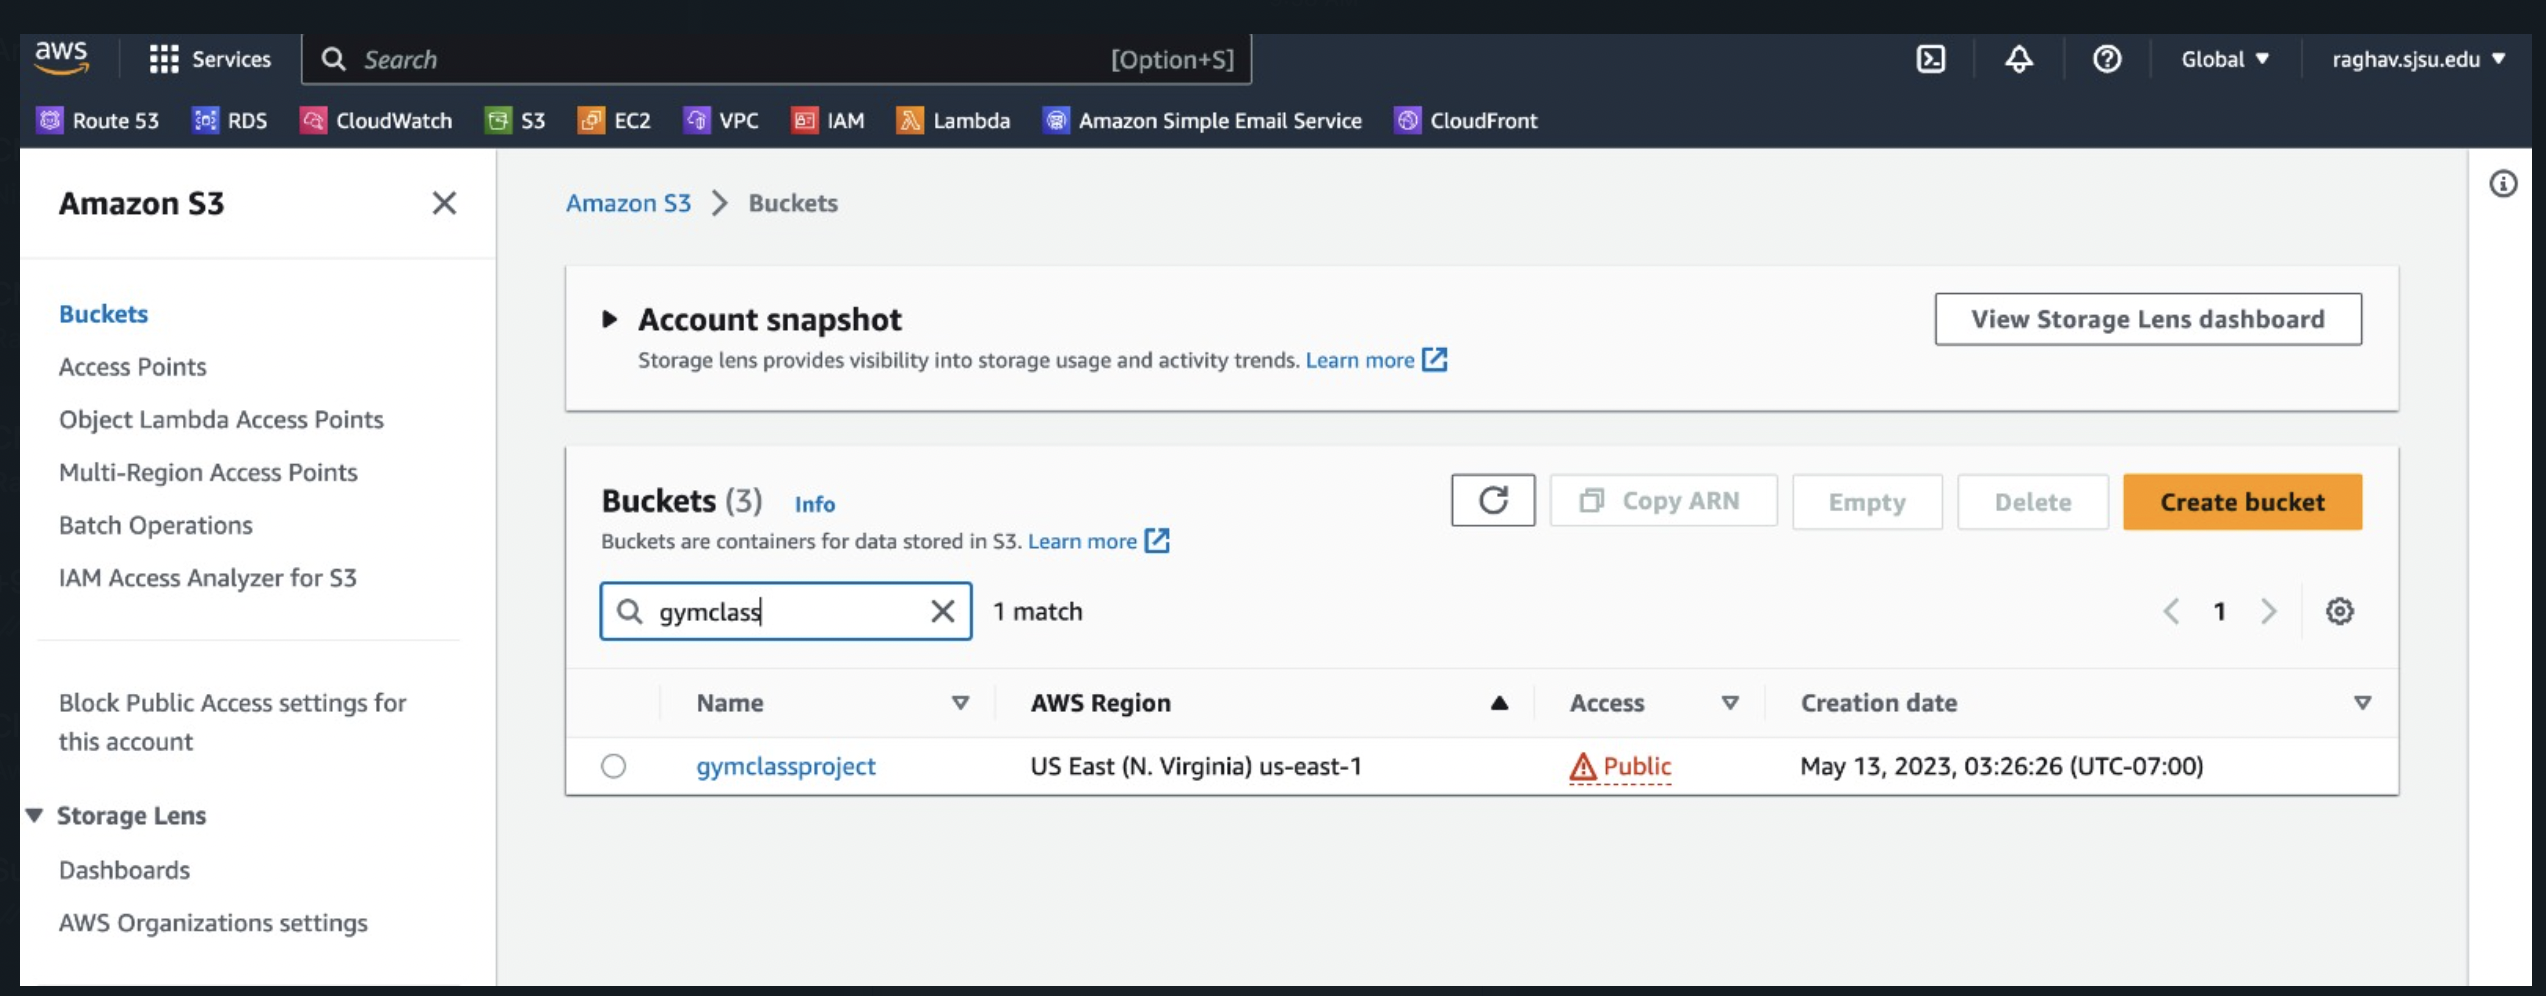 aws Services Search [Option+S] Global raghav.sjsu.edu
Route 53 RDS CloudWatch S3 EC2 VPC IAM Lambda Amazon Simple Email Service CloudFront
Amazon S3
Buckets
Access Points
Object Lambda Access Points
Multi-Region Access Points
Batch Operations
IAM Access Analyzer for S3
Block Public Access settings for
this account
Storage Lens
Dashboards
AWS Organizations settings
Amazon S3 > Buckets
Account snapshot
Storage lens provides visibility into storage usage and activity trends. Learn more
View Storage Lens dashboard
Buckets (3) Info
Buckets are containers for data stored in S3. Learn more
Copy ARN Empty Delete Create bucket
gymclass 1 match
1
Name AWS Region Access Creation date
gymclassproject US East (N. Virginia) us-east-1 Public May 13, 2023, 03:26:26 (UTC-07:00)